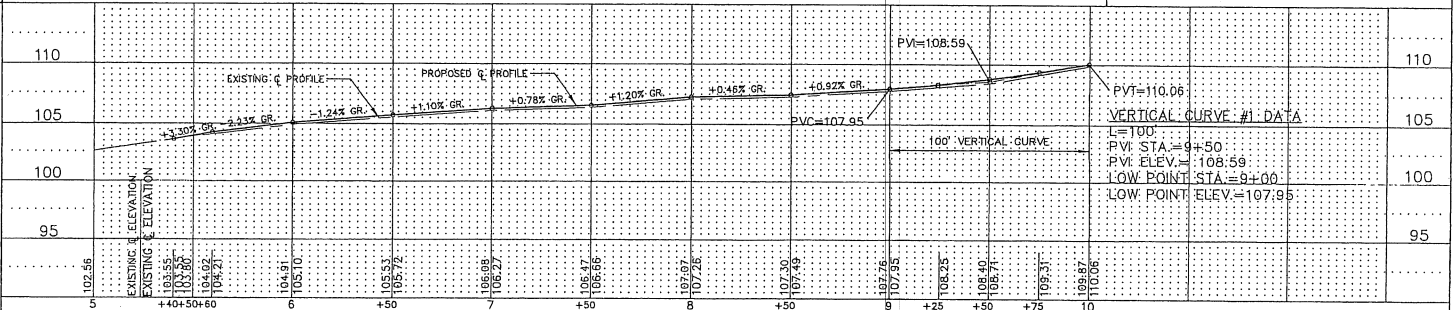 110
105
100
95
EXISTING ℄ PROFILE
PROPOSED ℄ PROFILE
+3.30% GR.
-2.23% GR.
-1.24% GR.
+1.10% GR.
+0.78% GR.
+1.20% GR.
+0.46% GR.
+0.92% GR.
PVI=108.59
PVC=107.95
PVT=110.06
100' VERTICAL CURVE
VERTICAL CURVE #1 DATA
L=100'
PVI STA.=9+50
PVI ELEV.= 108.59
LOW POINT STA.=9+00
LOW POINT ELEV.=107.95
110
105
100
95
EXISTING ℄ ELEVATION
EXISTING ℄ ELEVATION
102.56
103.55
103.55
103.80
104.02
104.21
104.91
105.10
105.53
105.72
106.08
106.27
106.47
106.66
107.07
107.26
107.30
107.49
107.76
107.95
108.25
108.40
108.71
109.31
109.87
110.06
5 +40+50+60 6 +50 7 +50 8 +50 9 +25 +50 +75 10